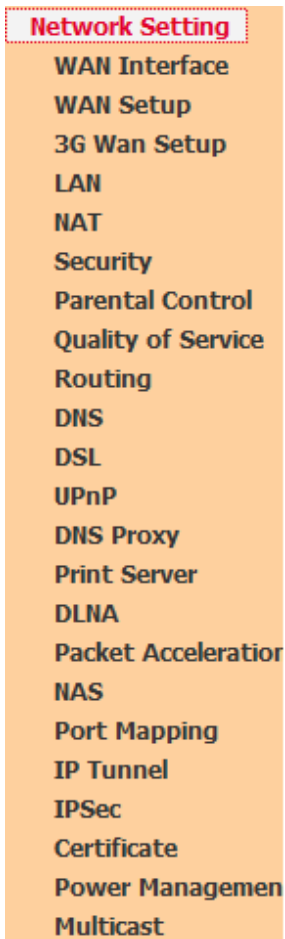 Network Setting
WAN Interface
WAN Setup
3G Wan Setup
LAN
NAT
Security
Parental Control
Quality of Service
Routing
DNS
DSL
UPnP
DNS Proxy
Print Server
DLNA
Packet Acceleration
NAS
Port Mapping
IP Tunnel
IPSec
Certificate
Power Managemen
Multicast